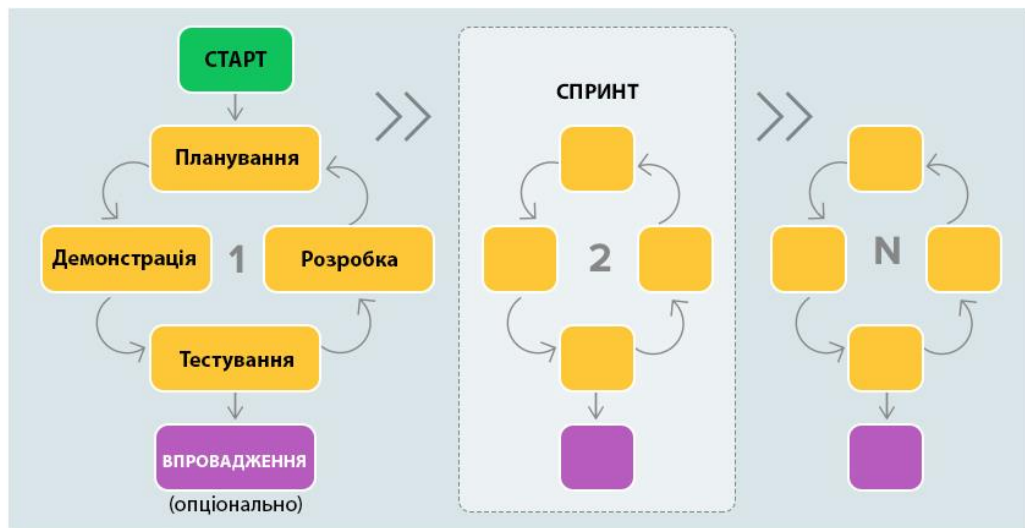 СТАРТ
СПРИНТ
Планування
Демонстрація
1
Розробка
2
N
Тестування
ВПРОВАДЖЕННЯ
(опціонально)